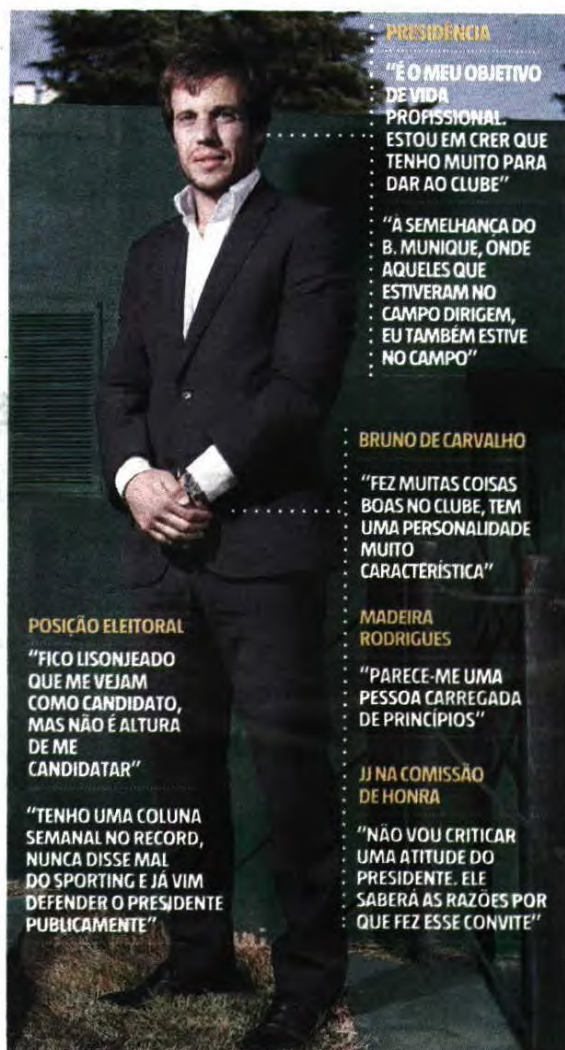 PRESIDÊNCIA
"É O MEU OBJETIVO
DE VIDA
PROFISSIONAL.
ESTOU EM CRER QUE
TENHO MUITO PARA
DAR AO CLUBE"
"À SEMELHANÇA DO
B. MUNIQUE, ONDE
AQUELES QUE
ESTIVERAM NO
CAMPO DIRIGEM,
EU TAMBÉM ESTIVE
NO CAMPO"
BRUNO DE CARVALHO
"FEZ MUITAS COISAS
BOAS NO CLUBE, TEM
UMA PERSONALIDADE
MUITO
CARACTERÍSTICA"
MADEIRA
RODRIGUES
"PARECE-ME UMA
PESSOA CARREGADA
DE PRINCÍPIOS"
JJ NA COMISSÃO
DE HONRA
"NÃO VOU CRITICAR
UMA ATITUDE DO
PRESIDENTE. ELE
SABERÁ AS RAZÕES POR
QUE FEZ ESSE CONVITE"
POSIÇÃO ELEITORAL
"FICO LISONJEADO
QUE ME VEJAM
COMO CANDIDATO,
MAS NÃO É ALTURA
DE ME
CANDIDATAR"
"TENHO UMA COLUNA
SEMANAL NO RECORD,
NUNCA DISSE MAL
DO SPORTING E JÁ VIM
DEFENDER O PRESIDENTE
PUBLICAMENTE"